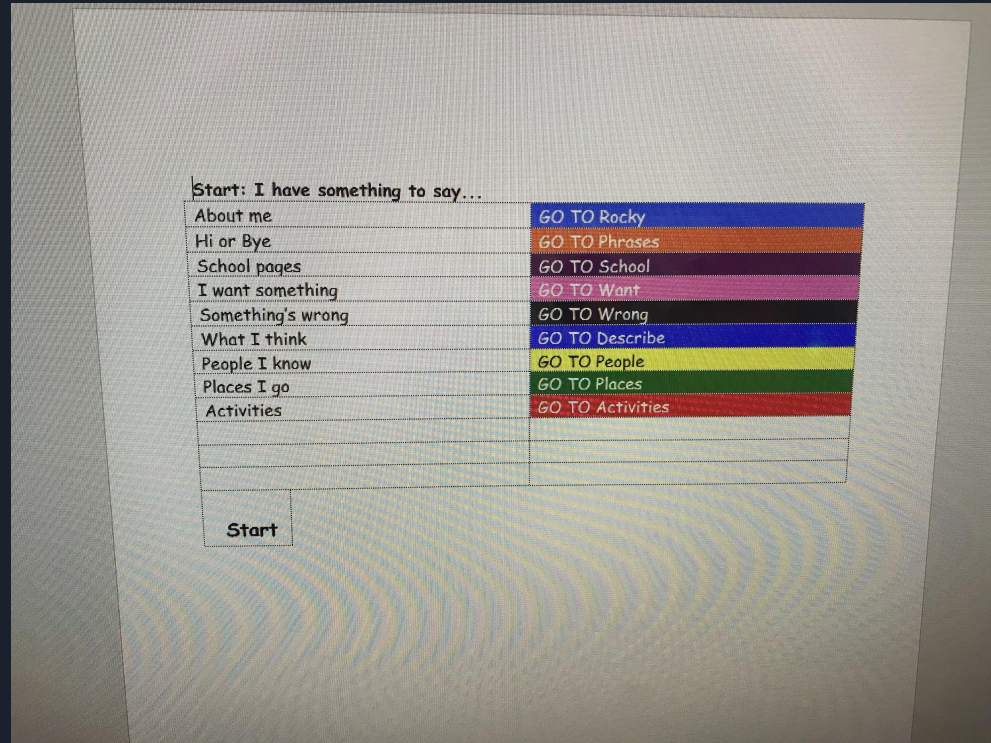 Start: I have something to say...
About me GO TO Rocky
Hi or Bye GO TO Phrases
School pages GO TO School
I want something GO TO Want
Something's wrong GO TO Wrong
What I think GO TO Describe
People I know GO TO People
Places I go GO TO Places
Activities GO TO Activities
Start